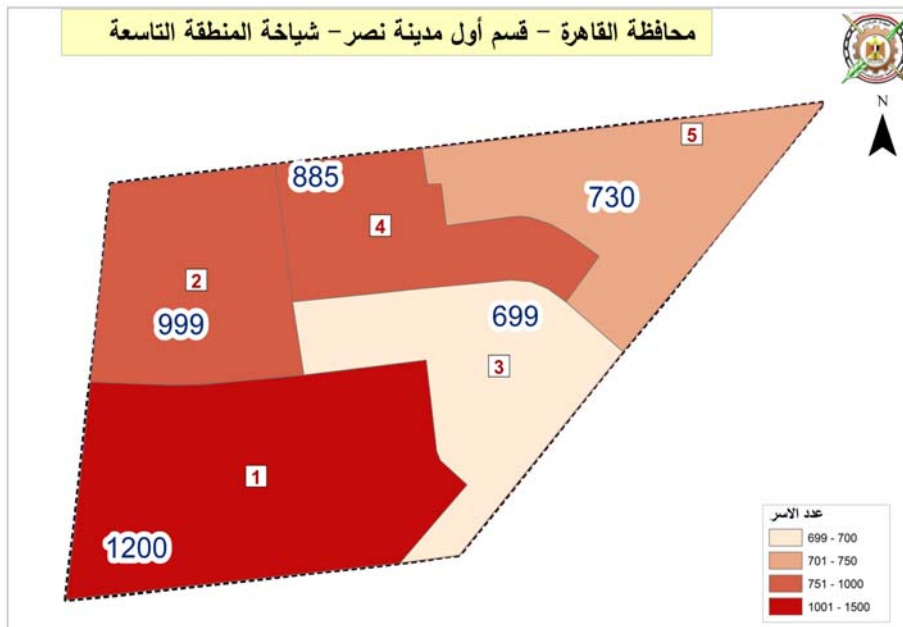 محافظة القاهرة - قسم أول مدينة نصر- شياخة المنطقة التاسعة
N
5
885
730
4
2
699
999
3
1
1200
عدد الاسر
699 - 700
701 - 750
751 - 1000
1001 - 1500